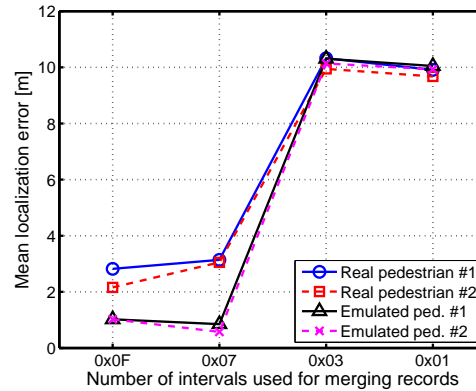 12
10
8
6
4
2
0
Mean localization error [m]
0x0F 0x07 0x03 0x01
Number of intervals used for merging records
Real pedestrian #1
Real pedestrian #2
Emulated ped. #1
Emulated ped. #2